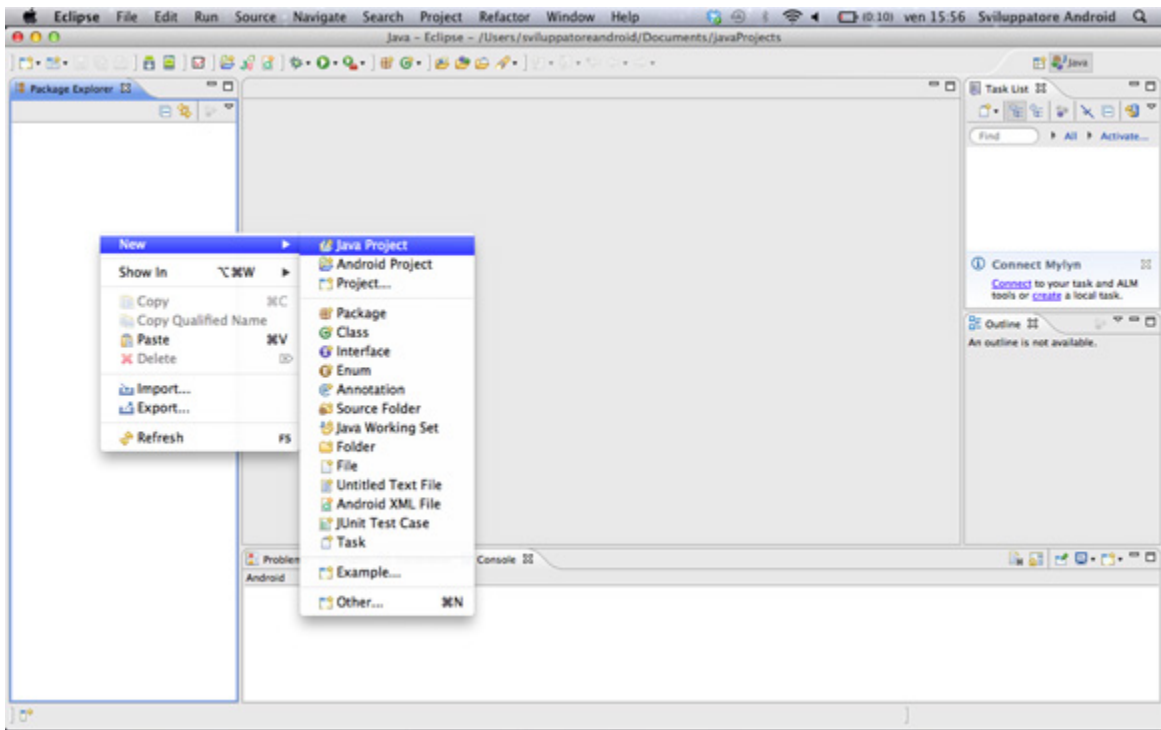 Eclipse File Edit Run Source Navigate Search Project Refactor Window Help (0:10) ven 15:56 Sviluppatore Android
Java – Eclipse – /Users/sviluppatoreandroid/Documents/javaProjects
Java
Package Explorer
Task List
Find All Activate...
New
Show In ⌥⌘W
Copy ⌘C
Copy Qualified Name
Paste ⌘V
Delete
Import...
Export...
Refresh F5
Java Project
Android Project
Project...
Package
Class
Interface
Enum
Annotation
Source Folder
Java Working Set
Folder
File
Untitled Text File
Android XML File
JUnit Test Case
Task
Example...
Other... ⌘N
Connect Mylyn
Connect to your task and ALM
tools or create a local task.
Outline
An outline is not available.
Problem
Console
Android